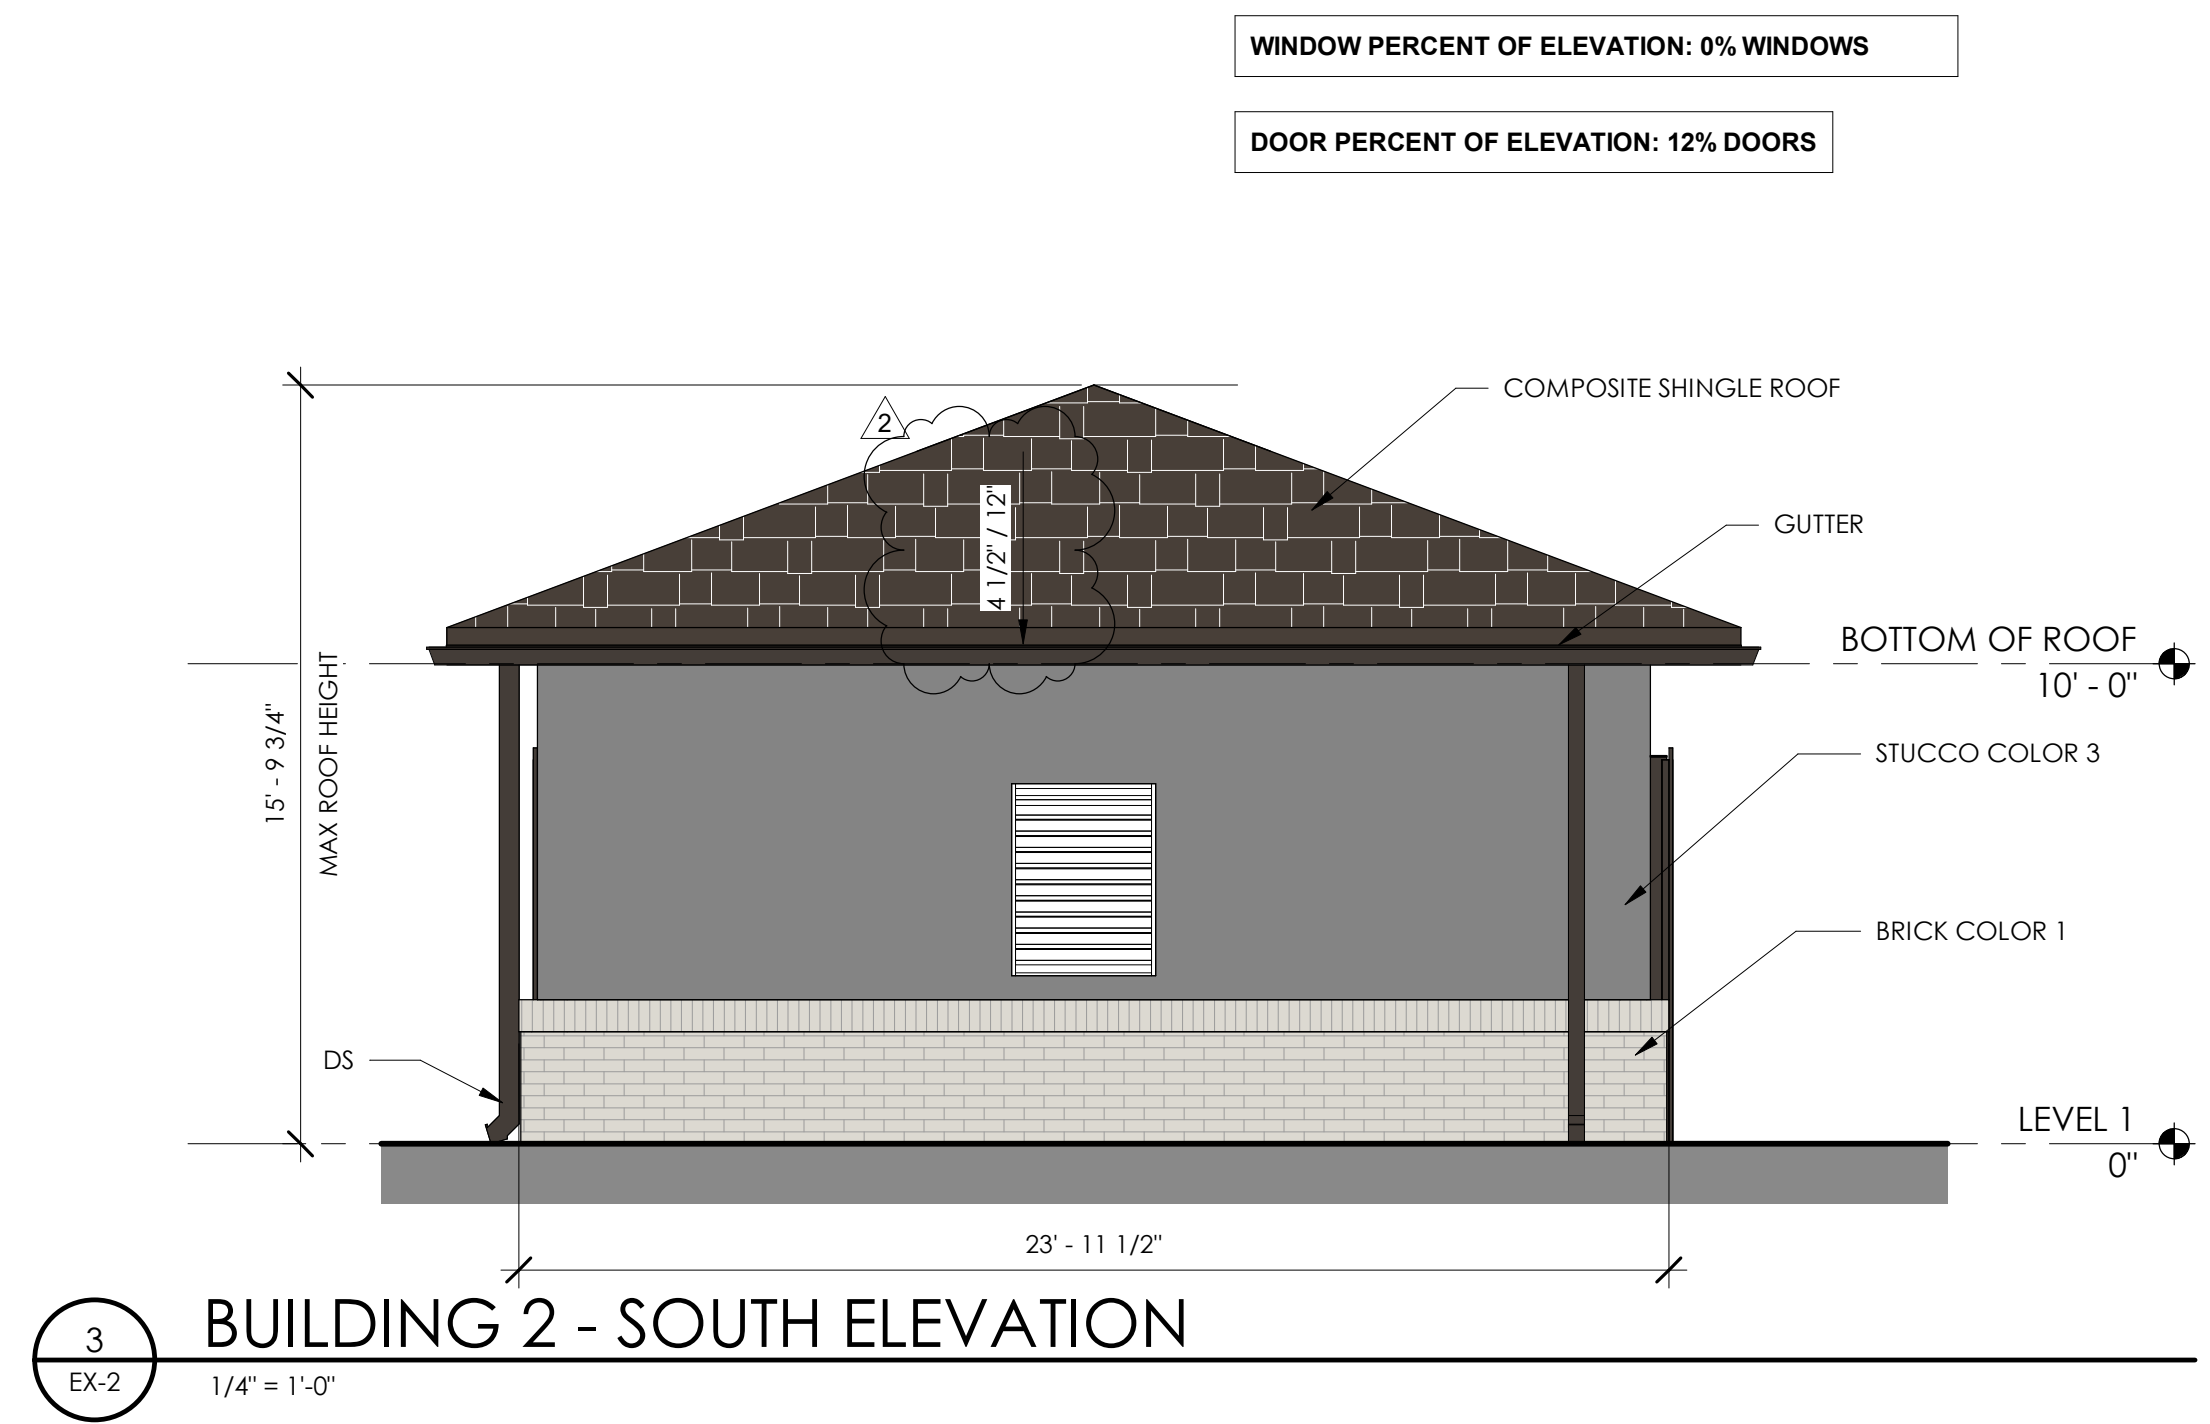 WINDOW PERCENT OF ELEVATION: 0% WINDOWS
DOOR PERCENT OF ELEVATION: 12% DOORS
COMPOSITE SHINGLE ROOF
2
4 1/2" / 12"
GUTTER
BOTTOM OF ROOF
10' - 0"
15' - 9 3/4"
MAX ROOF HEIGHT
STUCCO COLOR 3
BRICK COLOR 1
DS
LEVEL 1
0"
23' - 11 1/2"
3
EX-2
BUILDING 2 - SOUTH ELEVATION
1/4" = 1'-0"